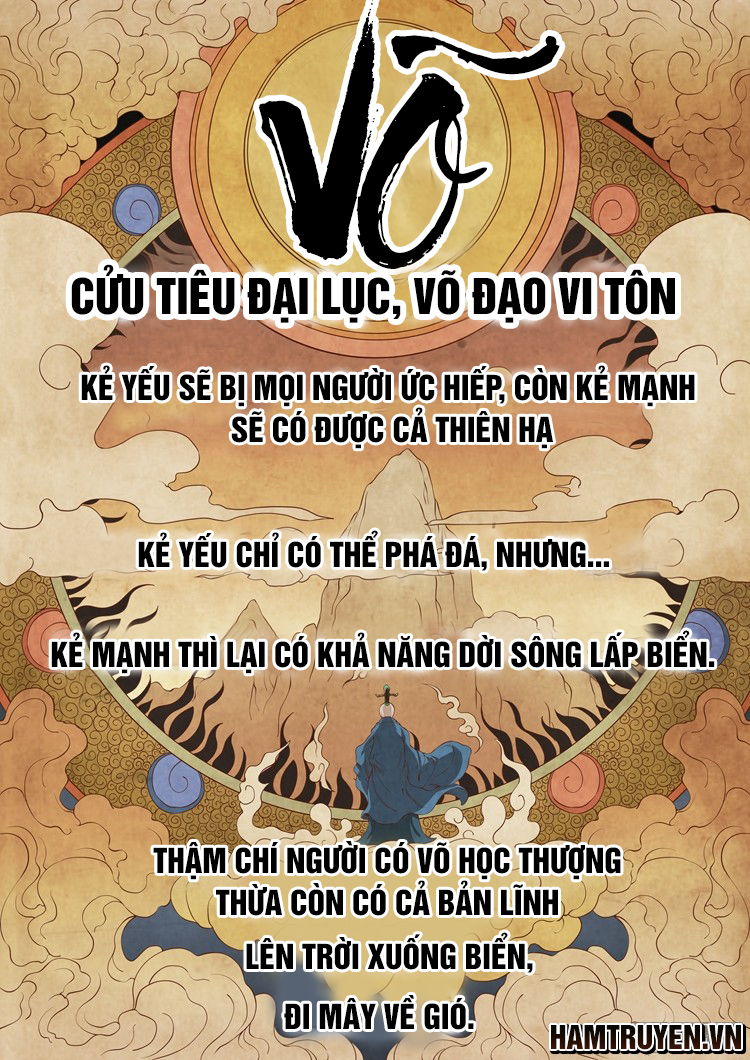 Võ
CỬU TIÊU ĐẠI LỤC, VÕ ĐẠO VI TÔN
KẺ YẾU SẼ BỊ MỌI NGƯỜI ỨC HIẾP, CÒN KẺ MẠNH
SẼ CÓ ĐƯỢC CẢ THIÊN HẠ
KẺ YẾU CHỈ CÓ THỂ PHÁ ĐÁ, NHƯNG...
KẺ MẠNH THÌ LẠI CÓ KHẢ NĂNG DỜI SÔNG LẤP BIỂN.
THẬM CHÍ NGƯỜI CÓ VÕ HỌC THƯỢNG
THỪA CÒN CÓ CẢ BẢN LĨNH
LÊN TRỜI XUỐNG BIỂN,
ĐI MÂY VỀ GIÓ.
HAMTRUYEN.VN